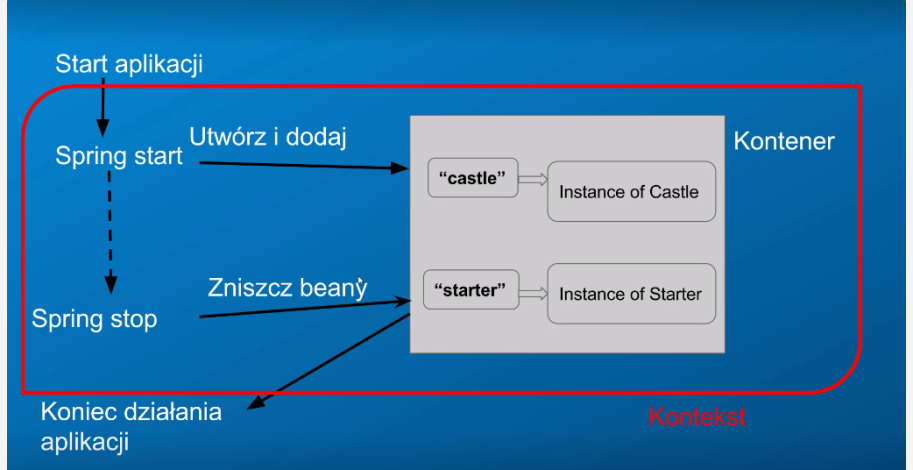 Start aplikacji
Utwórz i dodaj
Kontener
Spring start
“castle”
Instance of Castle
Zniszcz beany
“starter”
Instance of Starter
Spring stop
Koniec działania
aplikacji
Kontekst